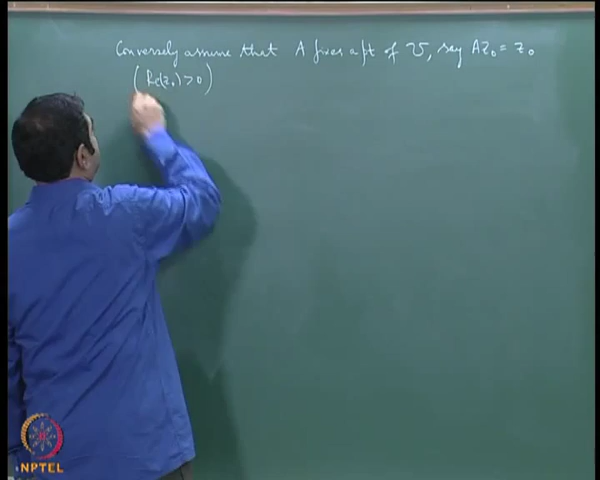 Conversely assume that A fixes a pt of U, say Az₀ = z₀
(Re(z₀) > 0)
NPTEL